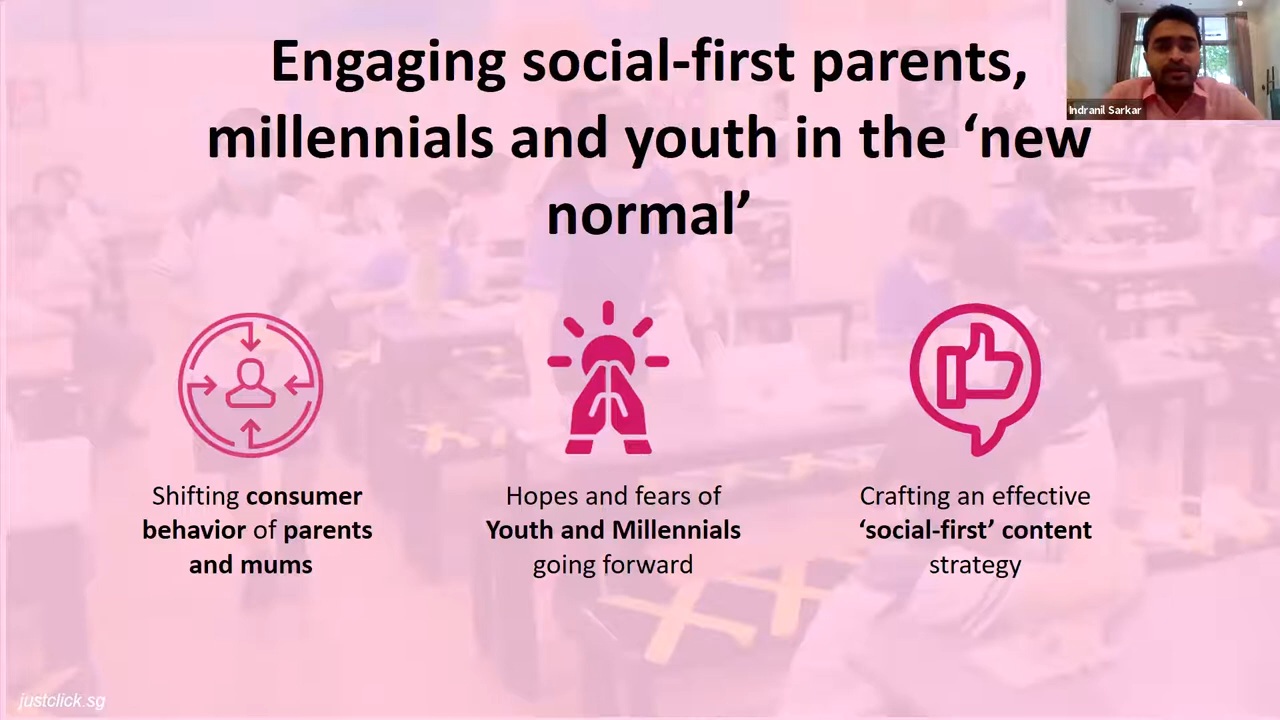 Engaging social-first parents,
millennials and youth in the ‘new
normal’
Indranil Sarkar
Shifting consumer
behavior of parents
and mums
Hopes and fears of
Youth and Millennials
going forward
Crafting an effective
‘social-first’ content
strategy
justclick.sg